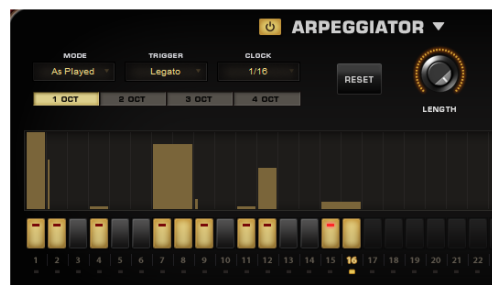 ARPEGGIATOR
MODE TRIGGER CLOCK
As Played Legato 1/16
RESET
1 OCT 2 OCT 3 OCT 4 OCT
LENGTH
1 2 3 4 5 6 7 8 9 10 11 12 13 14 15 16 17 18 19 20 21 22